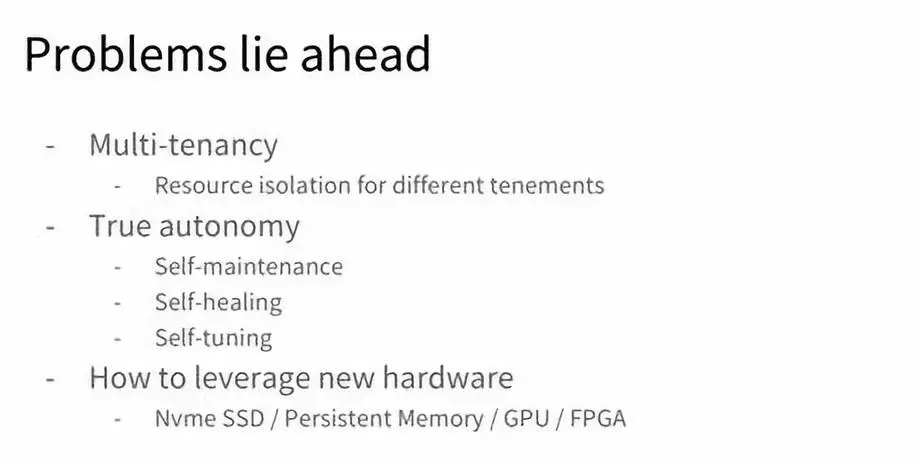 Problems lie ahead
- Multi-tenancy
- Resource isolation for different tenements
- True autonomy
- Self-maintenance
- Self-healing
- Self-tuning
- How to leverage new hardware
- Nvme SSD / Persistent Memory / GPU / FPGA